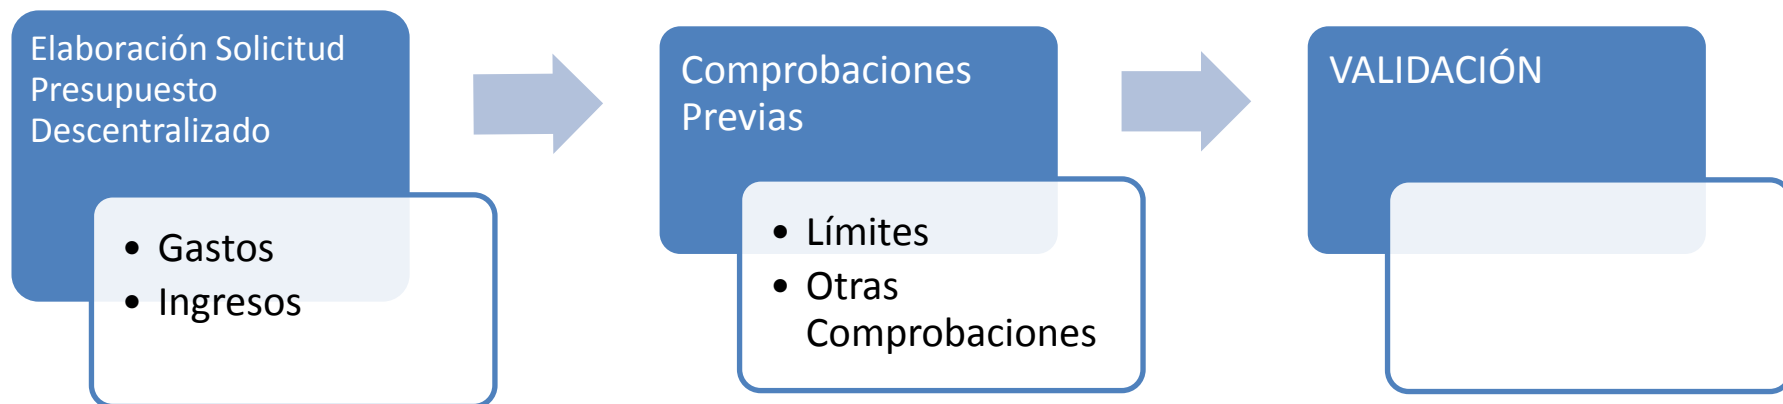 Elaboración Solicitud
Presupuesto
Descentralizado
• Gastos
• Ingresos
Comprobaciones
Previas
• Límites
• Otras
Comprobaciones
VALIDACIÓN